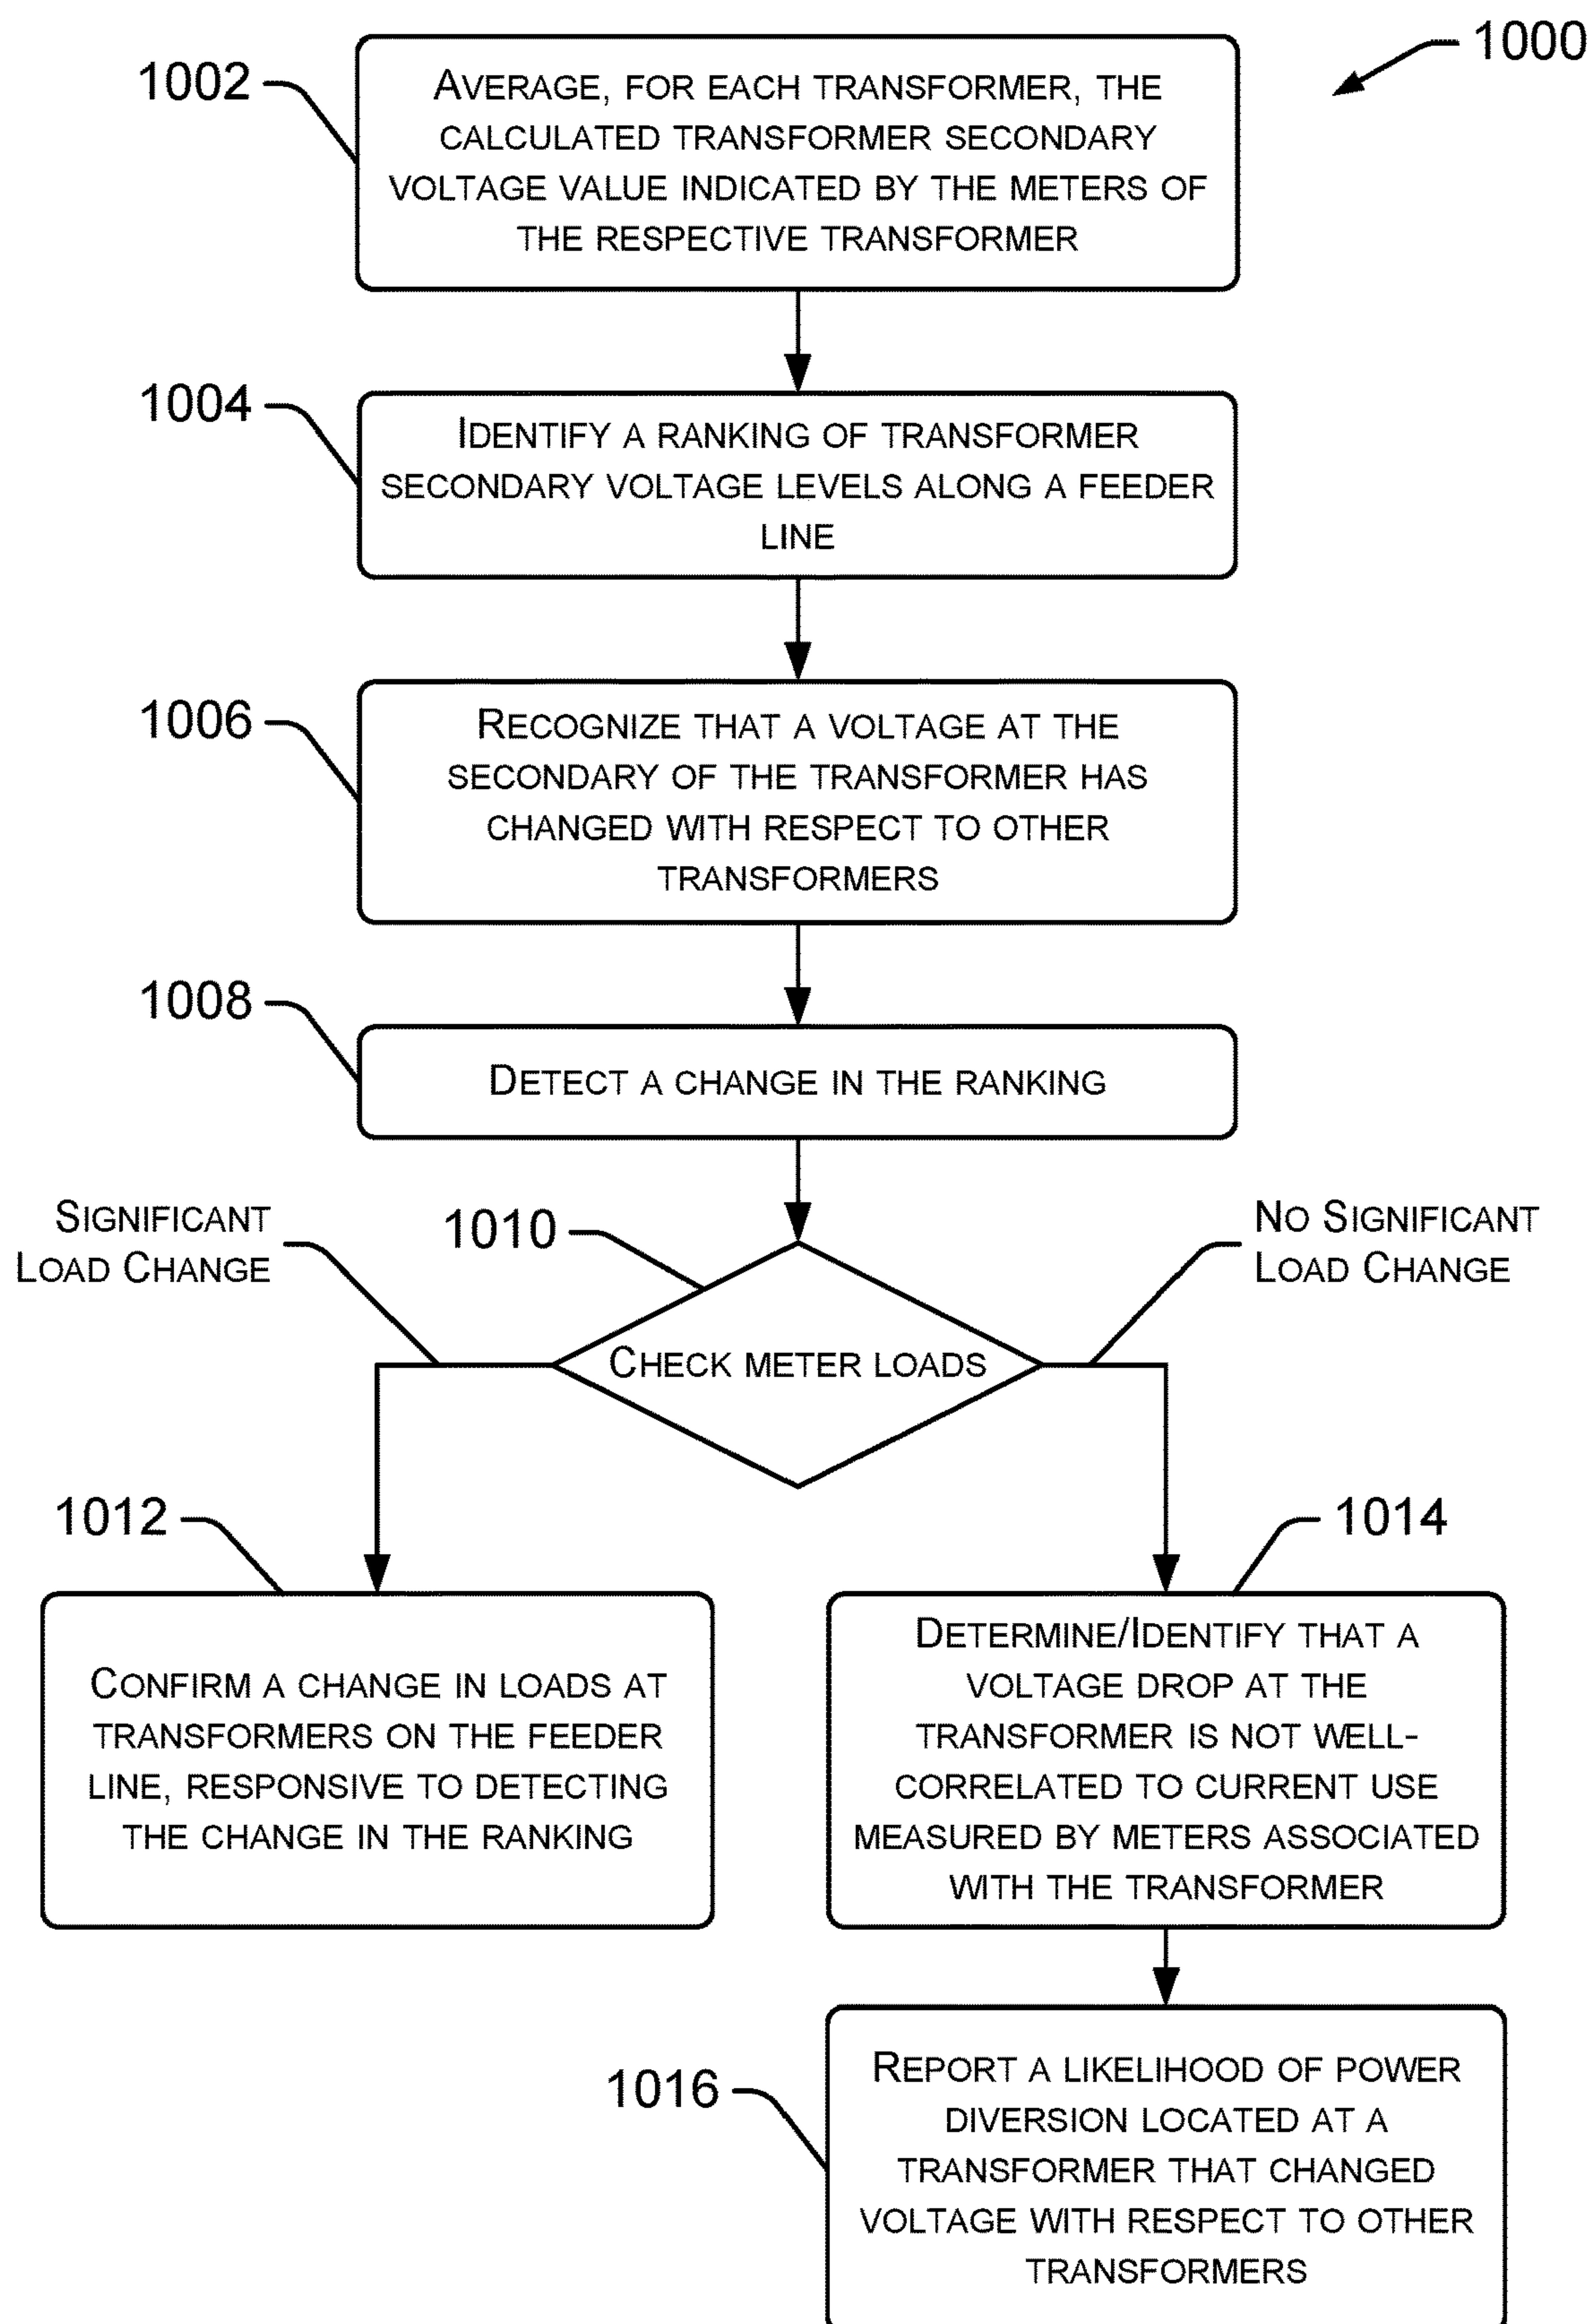 1000
1002
AVERAGE, FOR EACH TRANSFORMER, THE
CALCULATED TRANSFORMER SECONDARY
VOLTAGE VALUE INDICATED BY THE METERS OF
THE RESPECTIVE TRANSFORMER
1004
IDENTIFY A RANKING OF TRANSFORMER
SECONDARY VOLTAGE LEVELS ALONG A FEEDER
LINE
1006
RECOGNIZE THAT A VOLTAGE AT THE
SECONDARY OF THE TRANSFORMER HAS
CHANGED WITH RESPECT TO OTHER
TRANSFORMERS
1008
DETECT A CHANGE IN THE RANKING
SIGNIFICANT
LOAD CHANGE
1010
NO SIGNIFICANT
LOAD CHANGE
CHECK METER LOADS
1012
CONFIRM A CHANGE IN LOADS AT
TRANSFORMERS ON THE FEEDER
LINE, RESPONSIVE TO DETECTING
THE CHANGE IN THE RANKING
1014
DETERMINE/IDENTIFY THAT A
VOLTAGE DROP AT THE
TRANSFORMER IS NOT WELL-
CORRELATED TO CURRENT USE
MEASURED BY METERS ASSOCIATED
WITH THE TRANSFORMER
1016
REPORT A LIKELIHOOD OF POWER
DIVERSION LOCATED AT A
TRANSFORMER THAT CHANGED
VOLTAGE WITH RESPECT TO OTHER
TRANSFORMERS